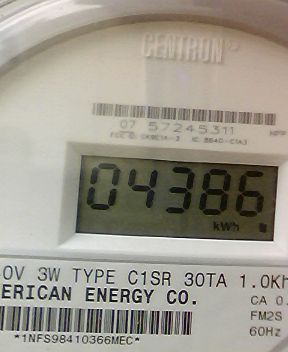 CENTRON
07 57245311
04386
kWh
0V 3W TYPE C1SR 30TA 1.0Kh
ERICAN ENERGY CO.
CA 0.
FM2S
60Hz
*1NFS98410366MEC*